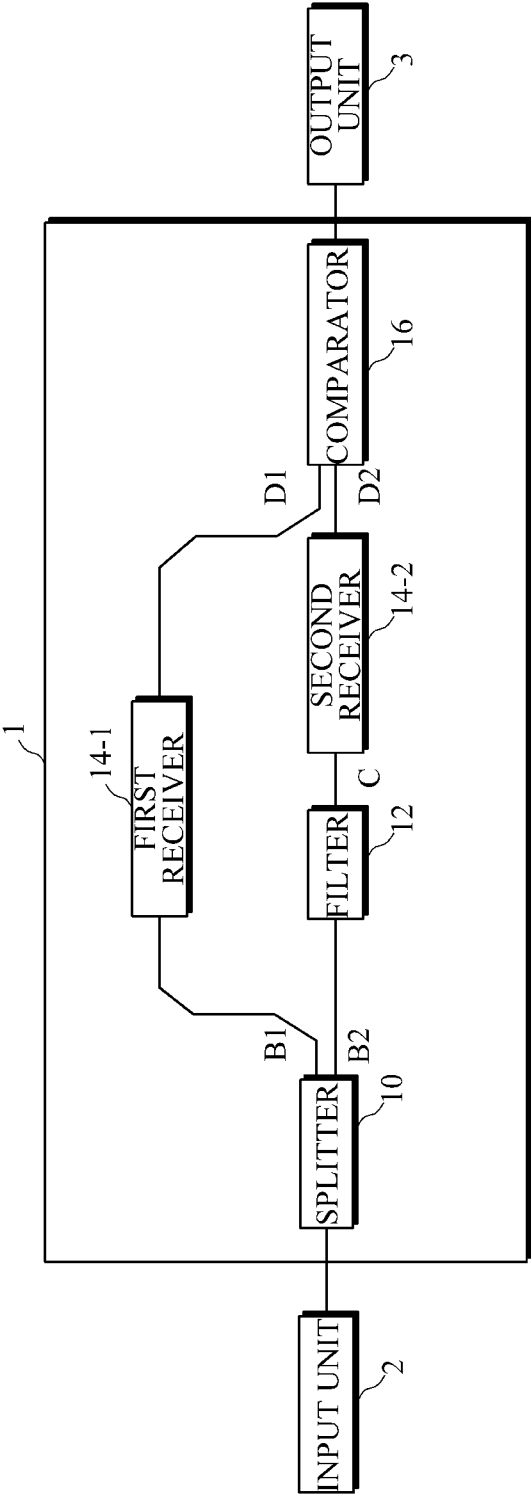 1
14-1
FIRST
RECEIVER
B1
D1
INPUT UNIT
2
SPLITTER
10
B2
FILTER
12
C
SECOND
RECEIVER
14-2
D2
COMPARATOR
16
OUTPUT
UNIT
3